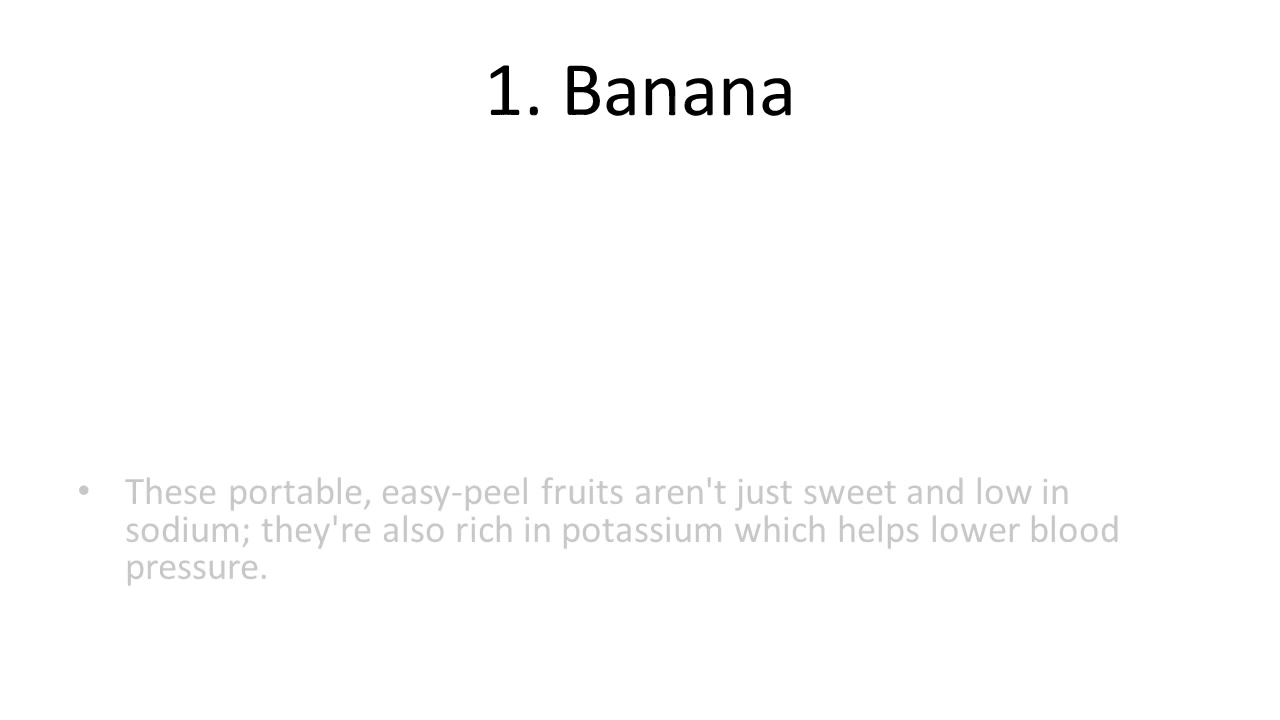 1. Banana
• These portable, easy-peel fruits aren't just sweet and low in
sodium; they're also rich in potassium which helps lower blood
pressure.